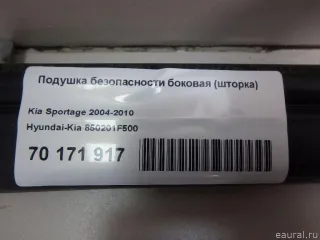 Подушка безопасности боковая (шторка)
Kia Sportage 2004-2010
Hyundai-Kia 850201F500
70 171 917
eaural.ru